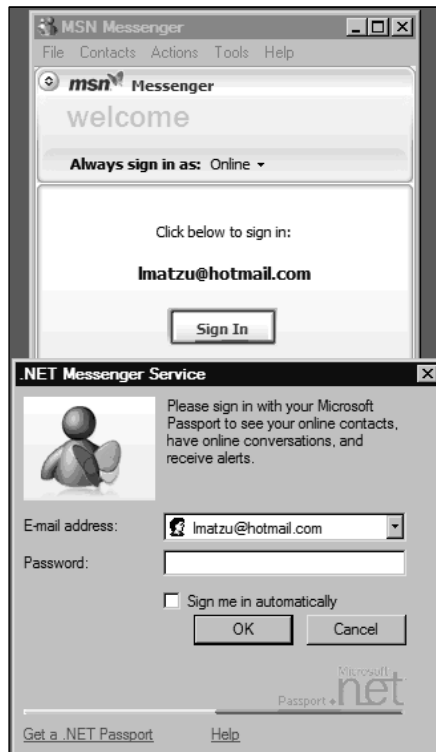 MSN Messenger
File Contacts Actions Tools Help
msn Messenger
welcome
Always sign in as: Online
Click below to sign in:
lmatzu@hotmail.com
Sign In
.NET Messenger Service
Please sign in with your Microsoft
Passport to see your online contacts,
have online conversations, and
receive alerts.
E-mail address: lmatzu@hotmail.com
Password:
Sign me in automatically
OK Cancel
Microsoft
Passport .net
Get a .NET Passport Help